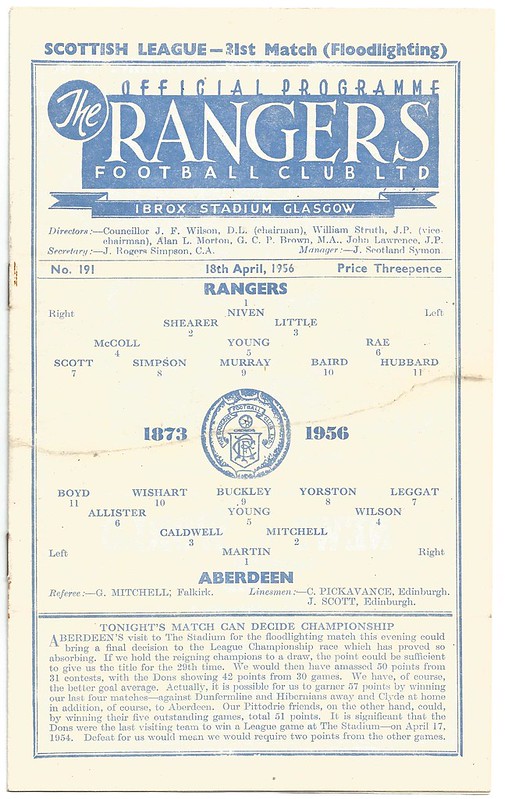 SCOTTISH LEAGUE — 31st Match (Floodlighting)
OFFICIAL PROGRAMME
The RANGERS
FOOTBALL CLUB LTD
IBROX STADIUM GLASGOW
Directors:—Councillor J. F. Wilson, D.L. (chairman), William Struth, J.P. (vice-
chairman), Alan L. Morton, G. C. P. Brown, M.A., John Lawrence, J.P.
Secretary:—J. Rogers Simpson, C.A. Manager:—J. Scotland Symon.
No. 191 18th April, 1956 Price Threepence
RANGERS
1
Right NIVEN Left
SHEARER LITTLE
2 3
McCOLL YOUNG RAE
4 5 6
SCOTT SIMPSON MURRAY BAIRD HUBBARD
7 8 9 10 11
1873 1956
BOYD WISHART BUCKLEY YORSTON LEGGAT
11 10 9 8 7
ALLISTER YOUNG WILSON
6 5 4
CALDWELL MITCHELL
3 2
Left MARTIN Right
1
ABERDEEN
Referee:—G. MITCHELL, Falkirk. Linesmen:—C. PICKAVANCE, Edinburgh.
J. SCOTT, Edinburgh.
TONIGHT'S MATCH CAN DECIDE CHAMPIONSHIP
ABERDEEN'S visit to The Stadium for the floodlighting match this evening could
bring a final decision to the League Championship race which has proved so
absorbing. If we hold the reigning champions to a draw, the point could be sufficient
to give us the title for the 29th time. We would then have amassed 50 points from
31 contests, with the Dons showing 42 points from 30 games. We have, of course,
the better goal average. Actually, it is possible for us to garner 57 points by winning
our last four matches—against Dunfermline and Hibernians away and Clyde at home
in addition, of course, to Aberdeen. Our Pittodrie friends, on the other hand, could,
by winning their five outstanding games, total 51 points. It is significant that the
Dons were the last visiting team to win a League game at The Stadium—on April 17,
1954. Defeat for us would mean we would require two points from the other games.